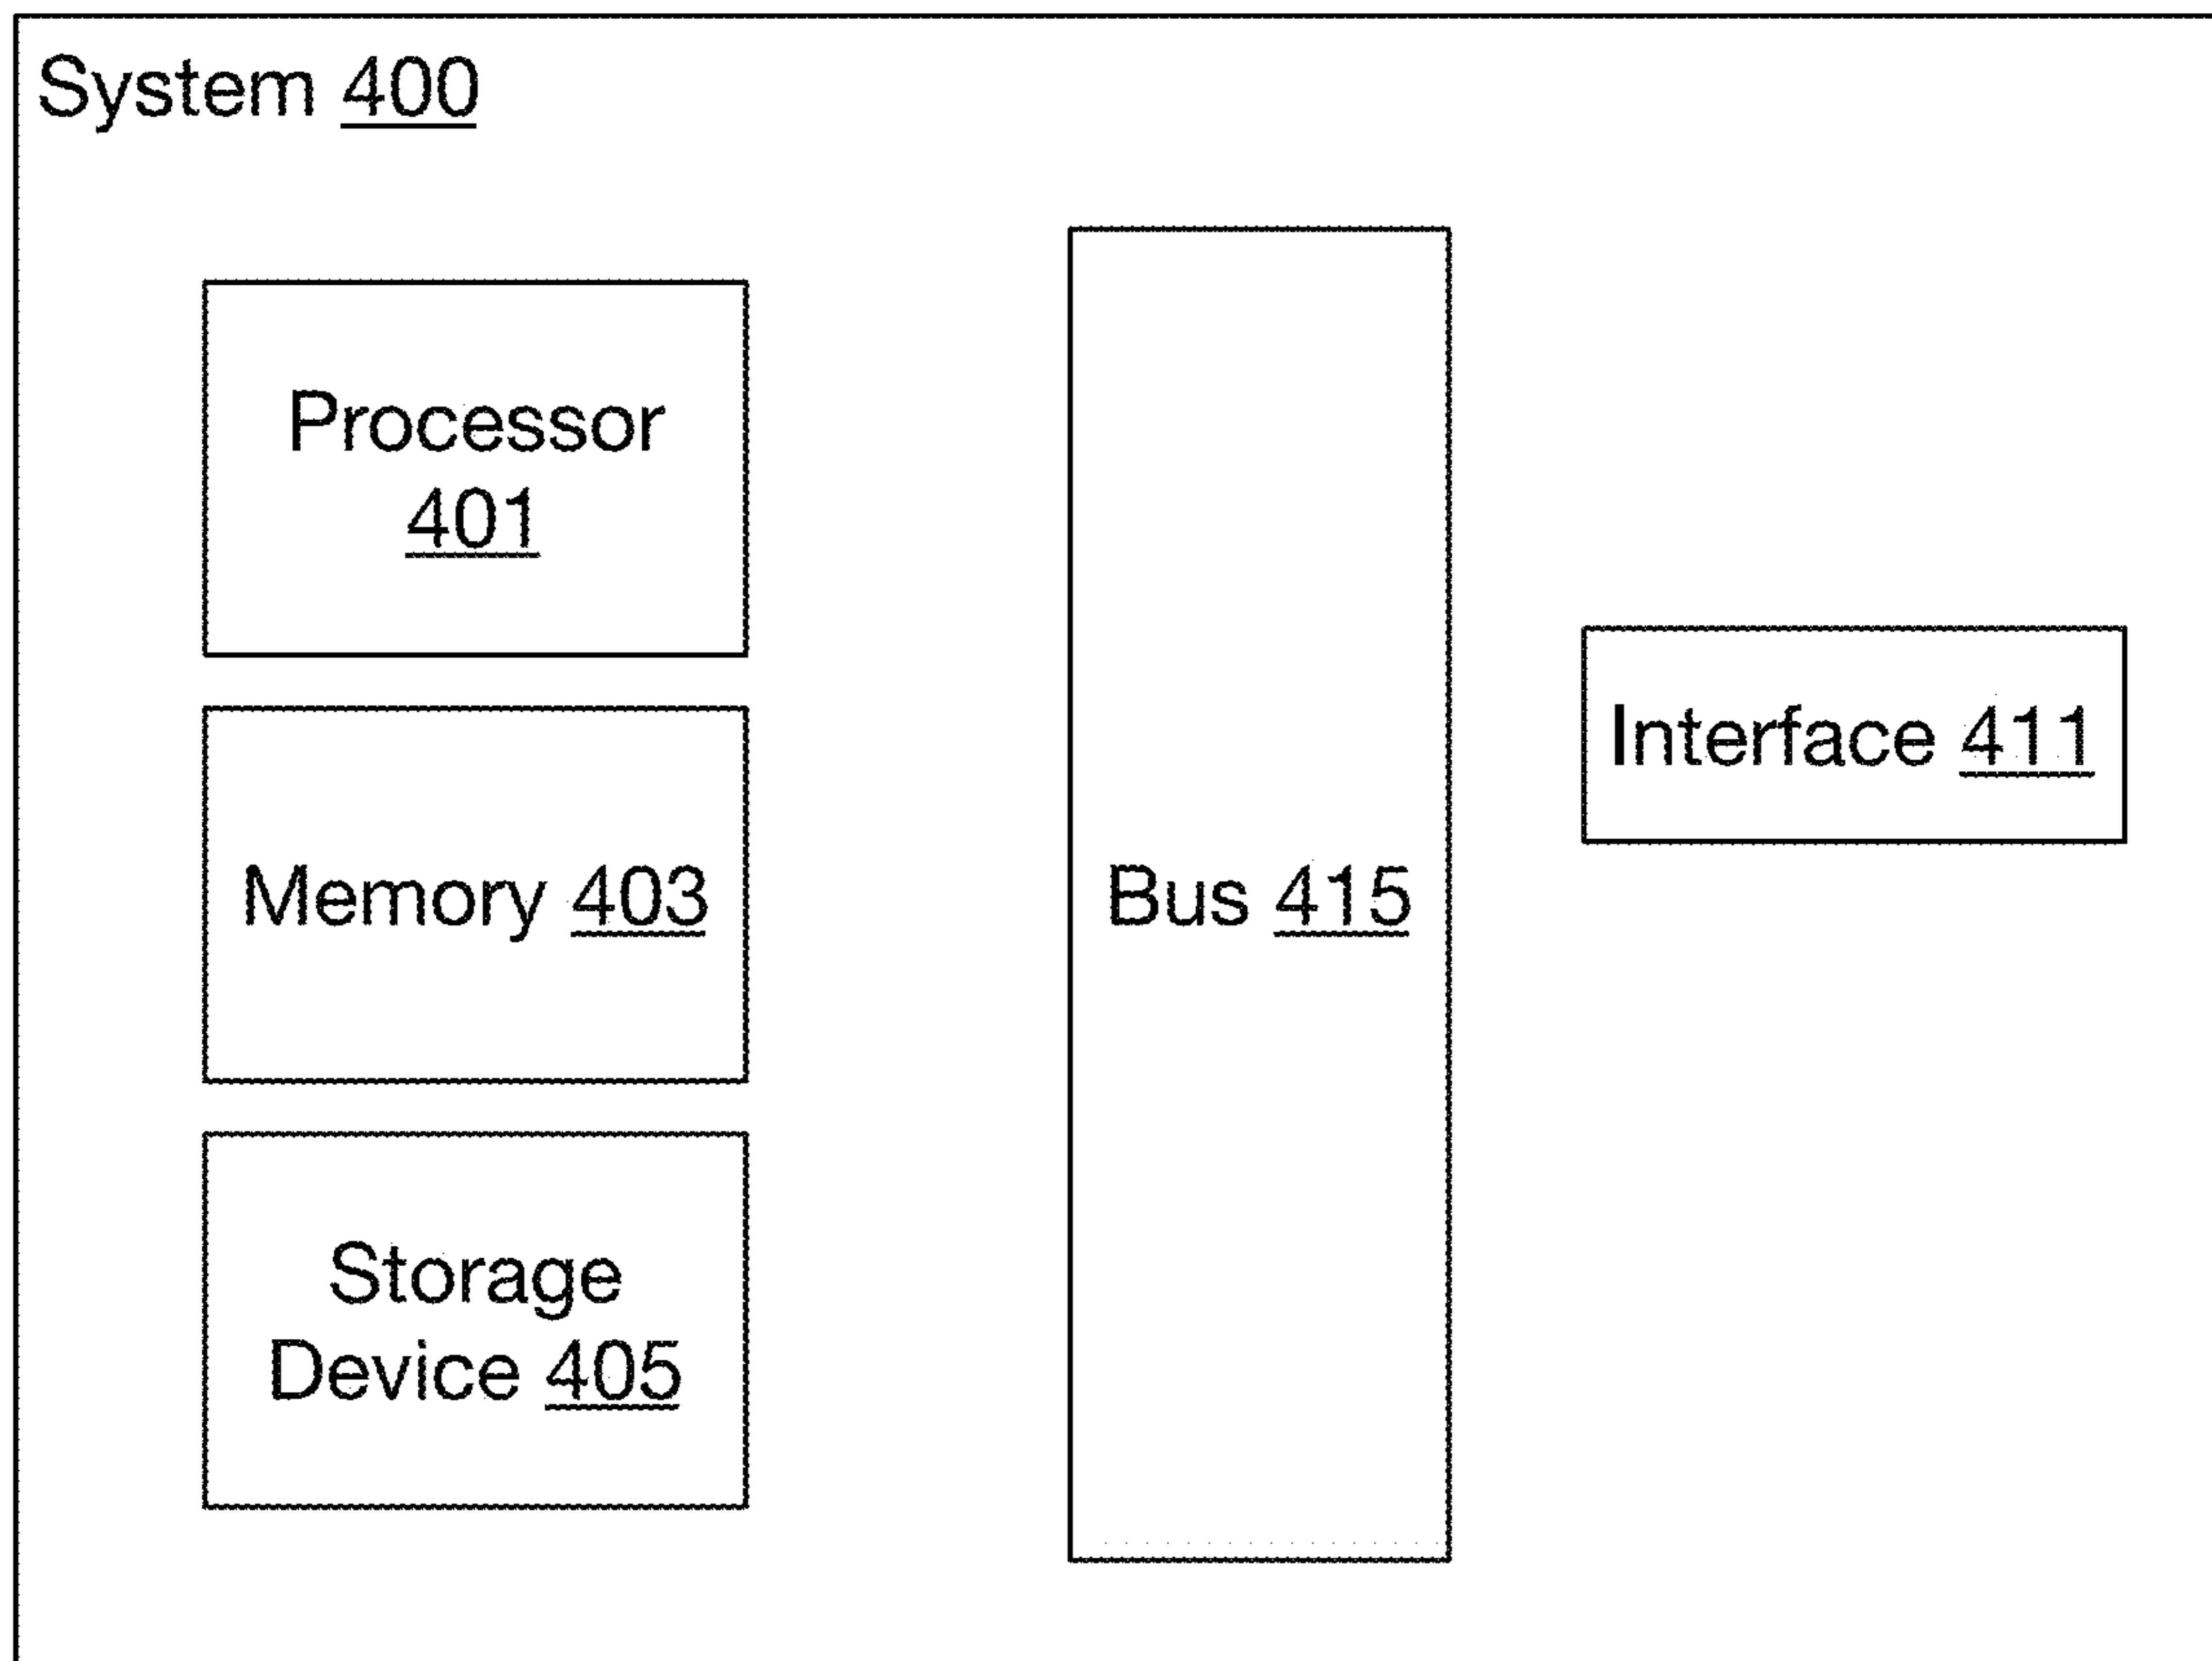 System 400
Processor
401
Memory 403
Storage
Device 405
Bus 415
Interface 411